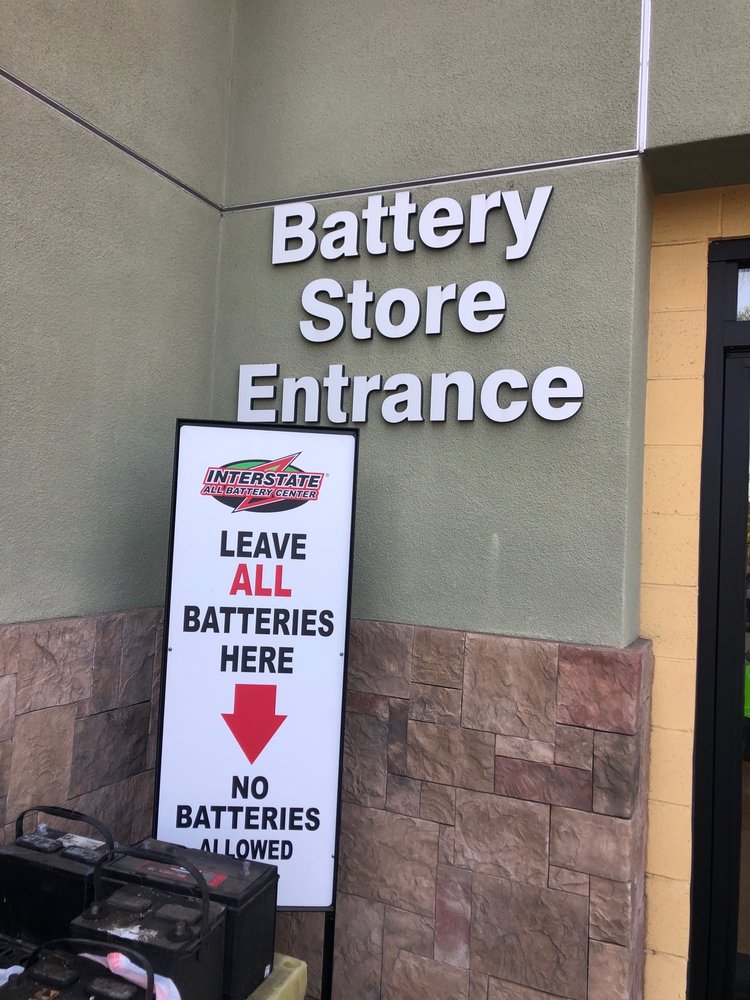 Battery
Store
Entrance
INTERSTATE®
ALL BATTERY CENTER
LEAVE
ALL
BATTERIES
HERE
NO
BATTERIES
ALLOWED